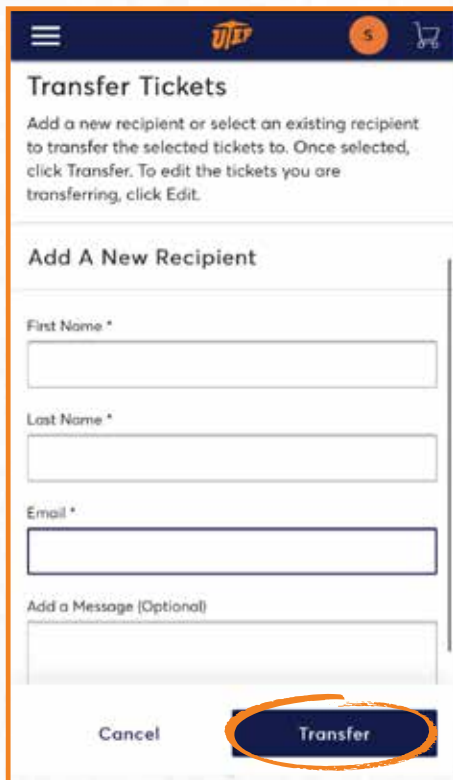 UTEP
S
Transfer Tickets
Add a new recipient or select an existing recipient
to transfer the selected tickets to. Once selected,
click Transfer. To edit the tickets you are
transferring, click Edit.
Add A New Recipient
First Name *
Last Name *
Email *
Add a Message (Optional)
Cancel
Transfer